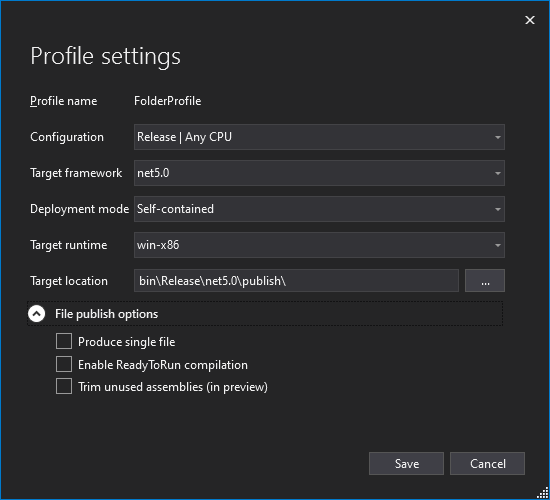 Profile settings
Profile name FolderProfile
Configuration Release | Any CPU
Target framework net5.0
Deployment mode Self-contained
Target runtime win-x86
Target location bin\Release\net5.0\publish\ ...
File publish options
Produce single file
Enable ReadyToRun compilation
Trim unused assemblies (in preview)
Save Cancel